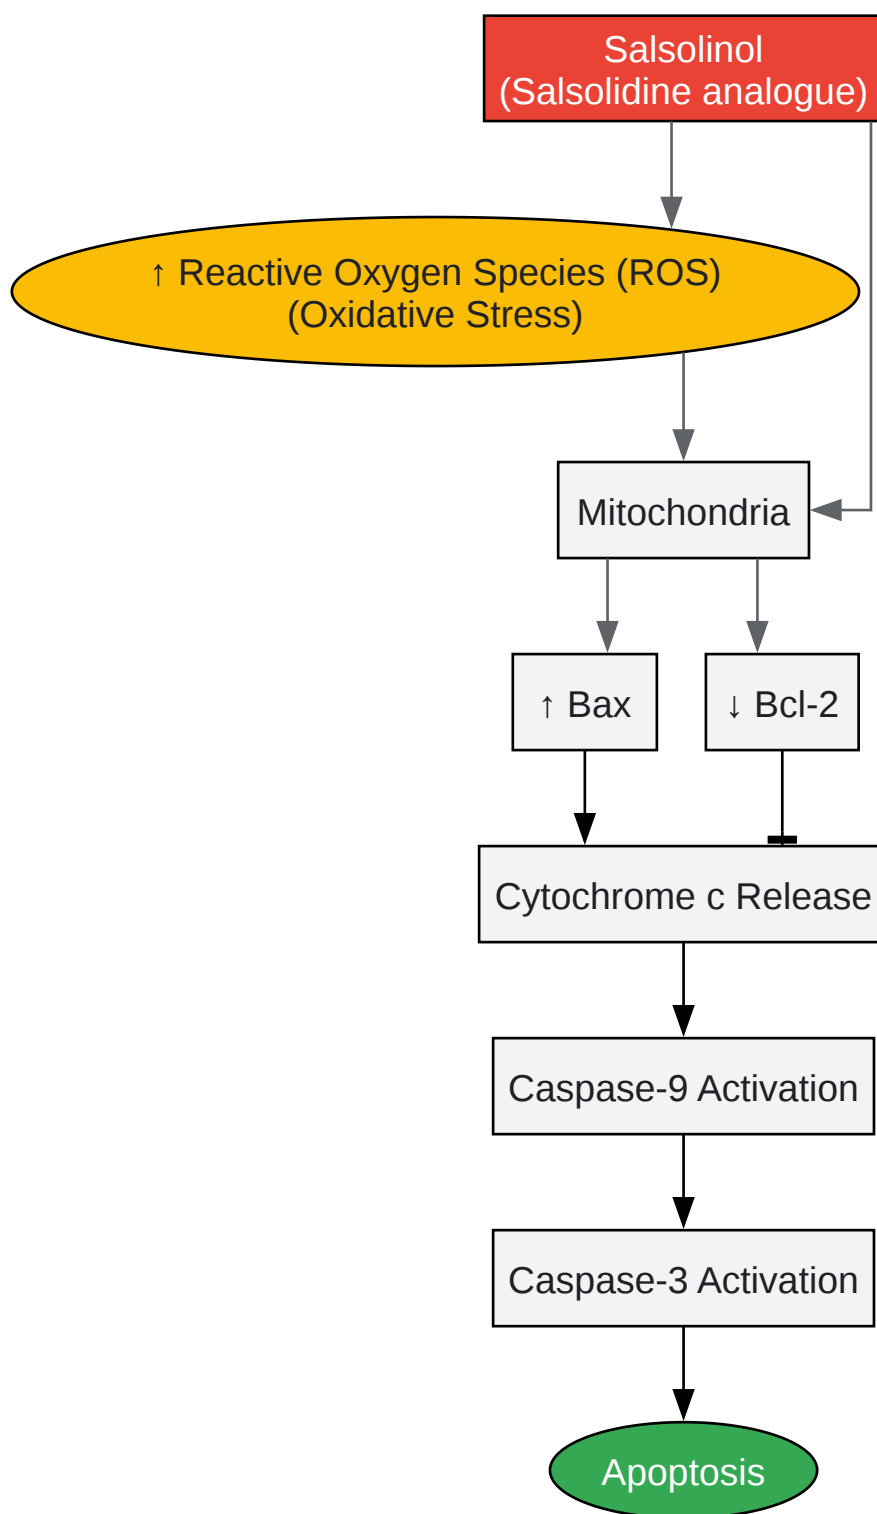 Salsolinol
(Salsolidine analogue)
↑ Reactive Oxygen Species (ROS)
(Oxidative Stress)
Mitochondria
↑ Bax
↓ Bcl-2
Cytochrome c Release
Caspase-9 Activation
Caspase-3 Activation
Apoptosis